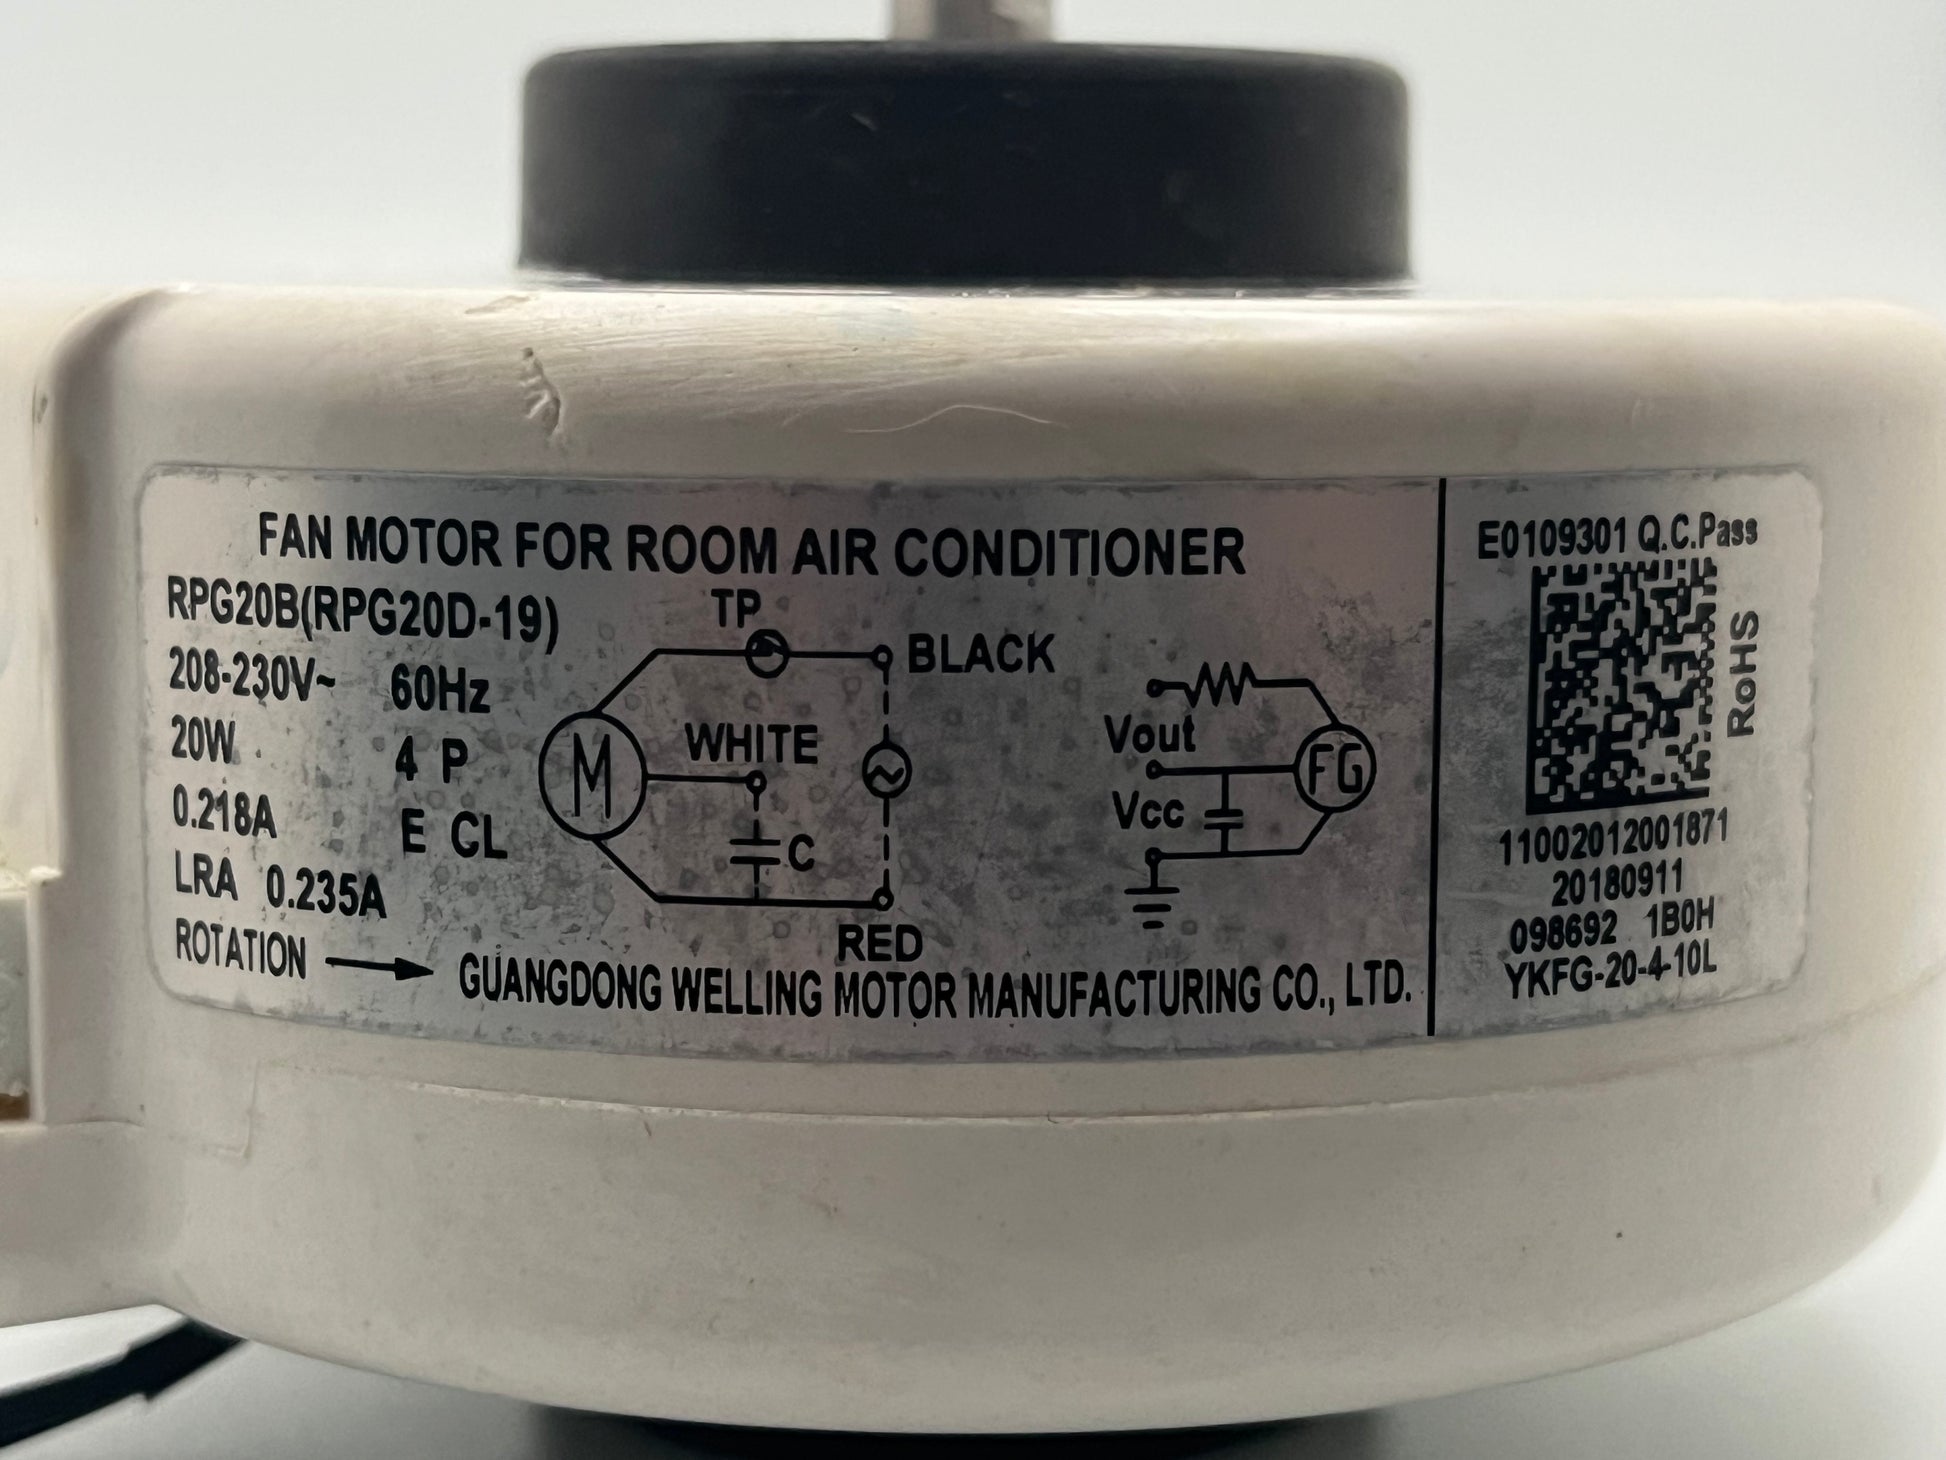 FAN MOTOR FOR ROOM AIR CONDITIONER
RPG20B(RPG20D-19)
208-230V~ 60Hz
20W 4 P
0.218A E CL
LRA 0.235A
ROTATION
TP
BLACK
WHITE
M
C
RED
Vout
Vcc
FG
GUANGDONG WELLING MOTOR MANUFACTURING CO., LTD.
E0109301 Q.C.Pass
RoHS
11002012001871
20180911
098692 1B0H
YKFG-20-4-10L